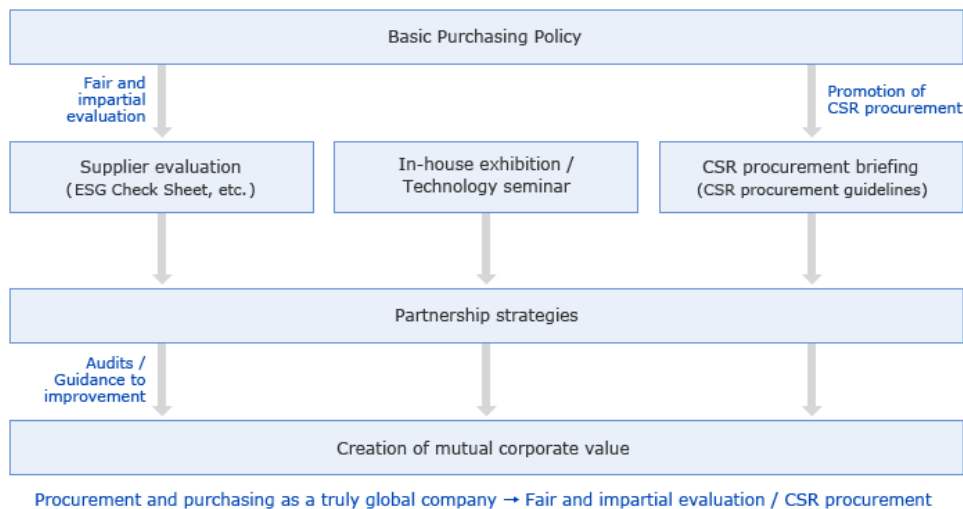 Basic Purchasing Policy
Fair and
impartial
evaluation
Promotion of
CSR procurement
Supplier evaluation
(ESG Check Sheet, etc.)
In-house exhibition /
Technology seminar
CSR procurement briefing
(CSR procurement guidelines)
Partnership strategies
Audits /
Guidance to
improvement
Creation of mutual corporate value
Procurement and purchasing as a truly global company → Fair and impartial evaluation / CSR procurement